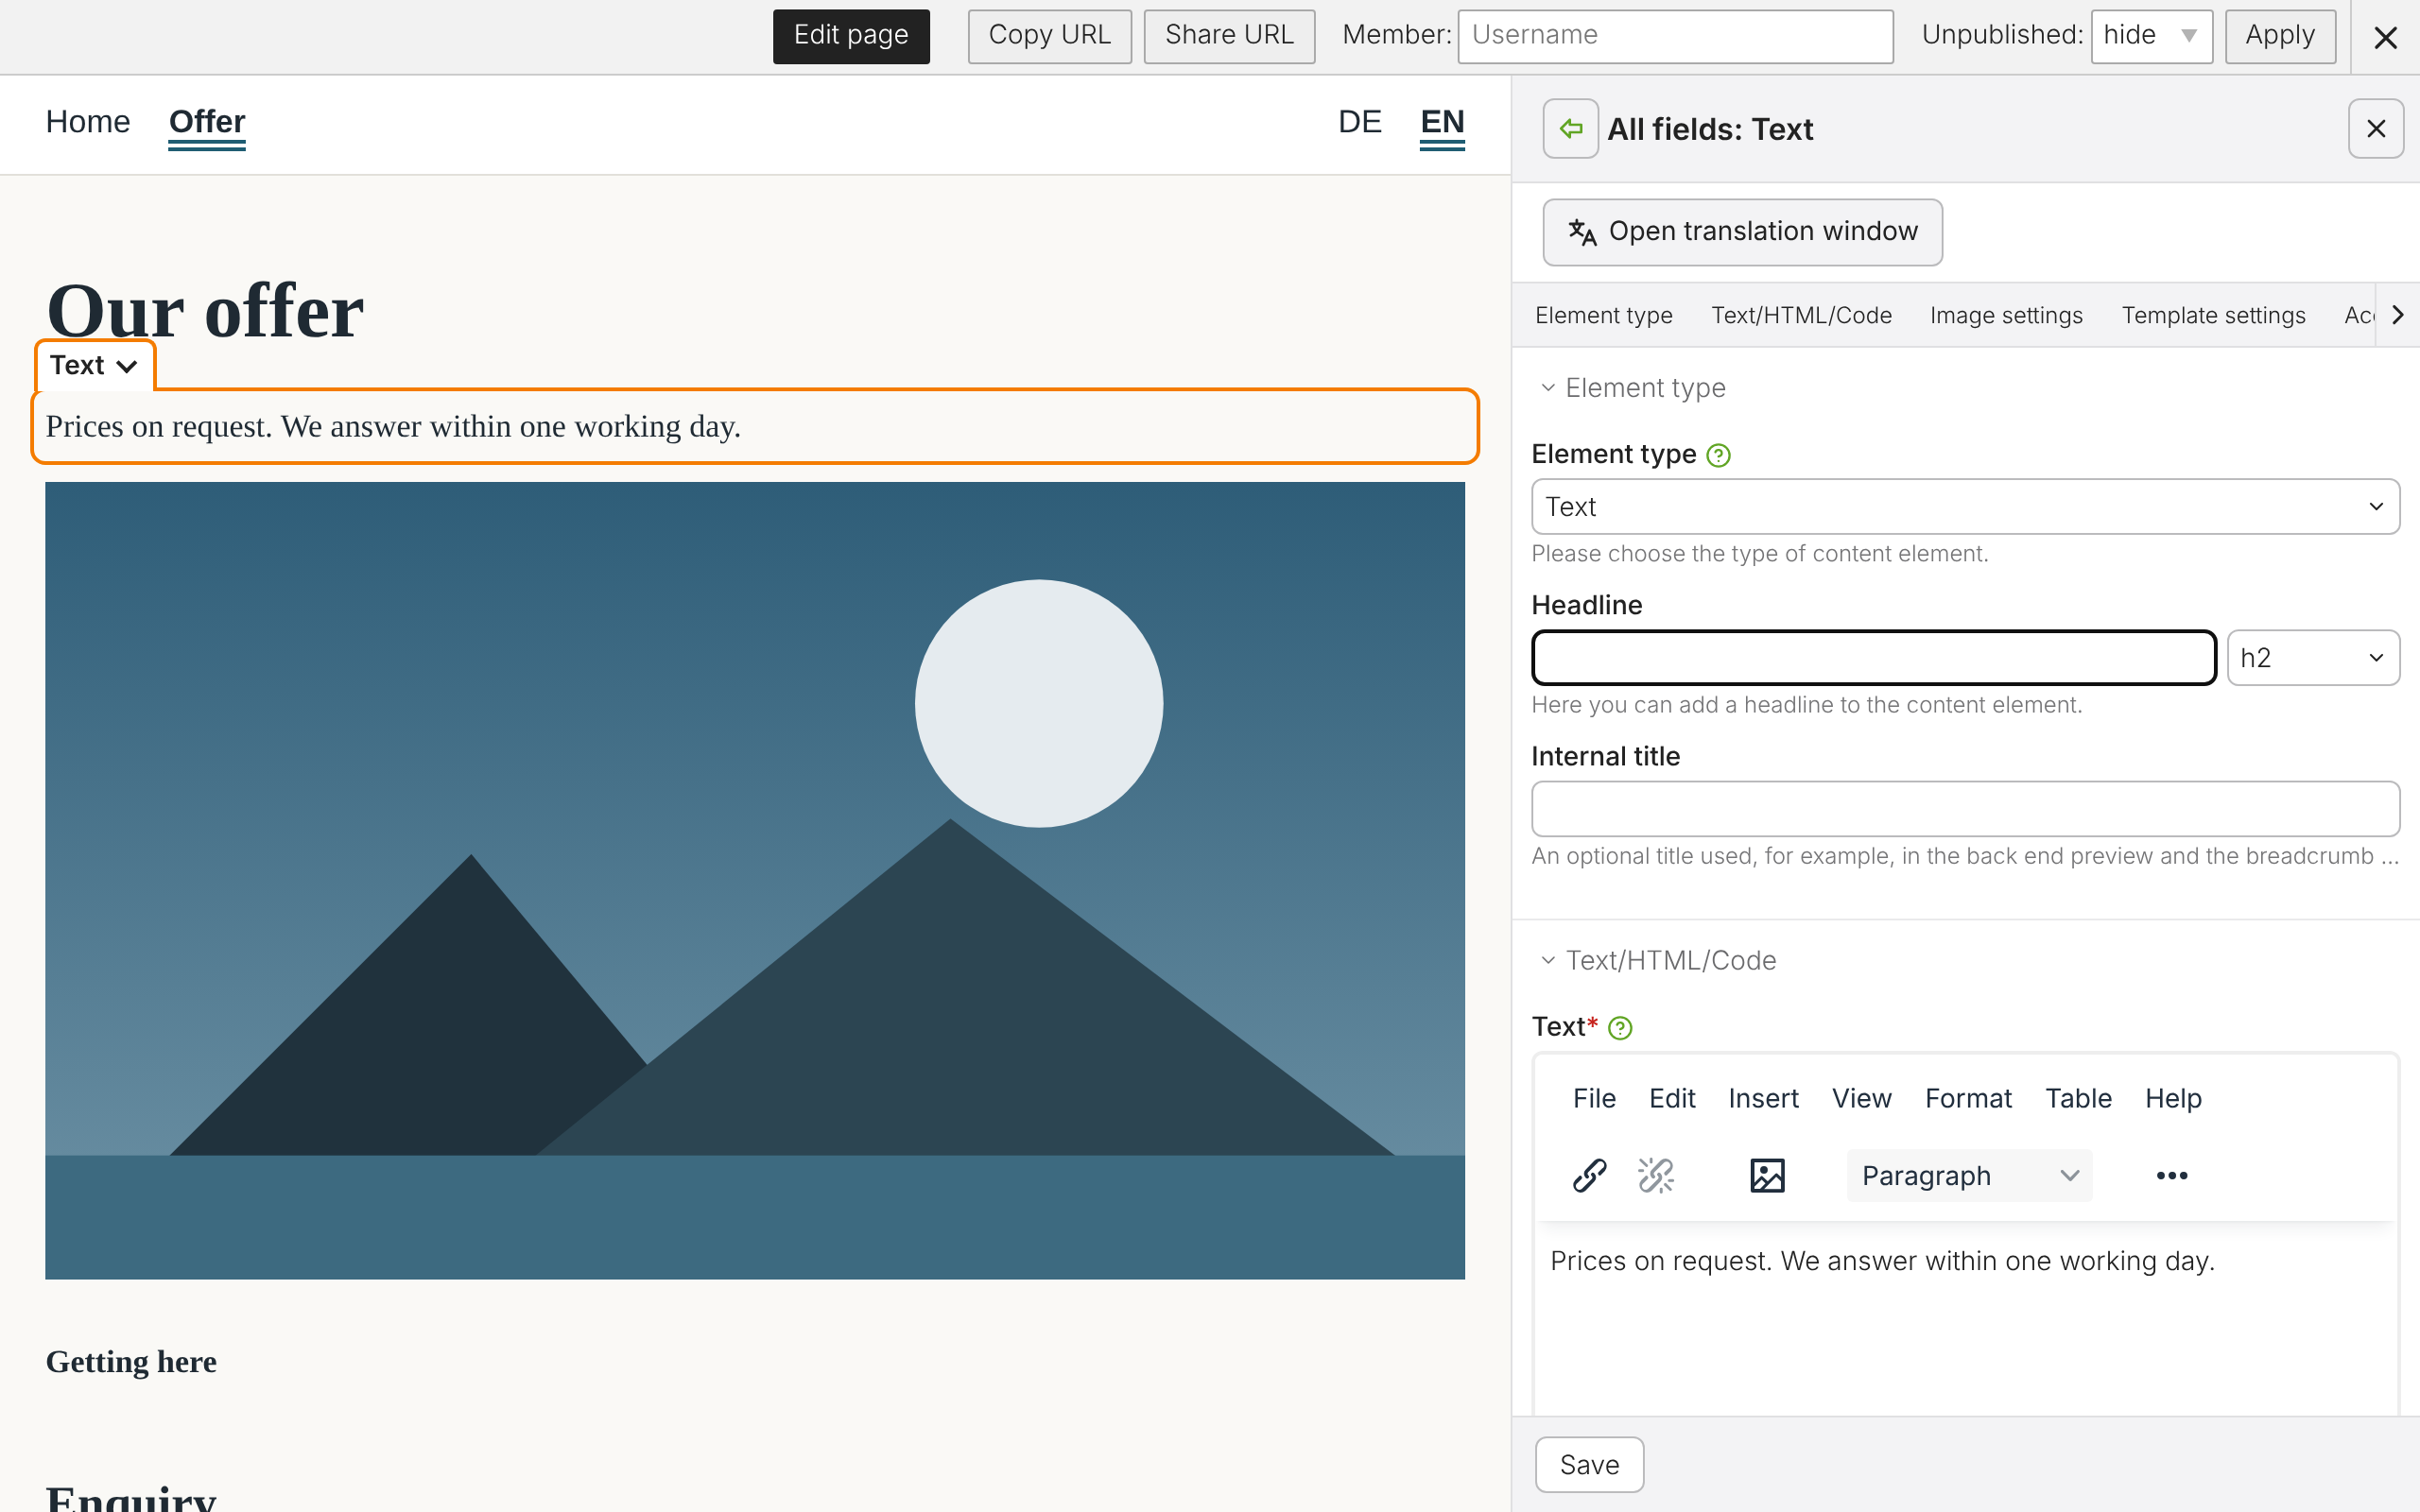 Edit page Copy URL Share URL Member: Username Unpublished: hide Apply
Home Offer DE EN
Our offer
Text
Prices on request. We answer within one working day.
Getting here
Enquiry
All fields: Text
Open translation window
Element type Text/HTML/Code Image settings Template settings
Element type
Element type
Text
Please choose the type of content element.
Headline
h2
Here you can add a headline to the content element.
Internal title
An optional title used, for example, in the back end preview and the breadcrumb ...
Text/HTML/Code
Text*
File Edit Insert View Format Table Help
Paragraph
Prices on request. We answer within one working day.
Save